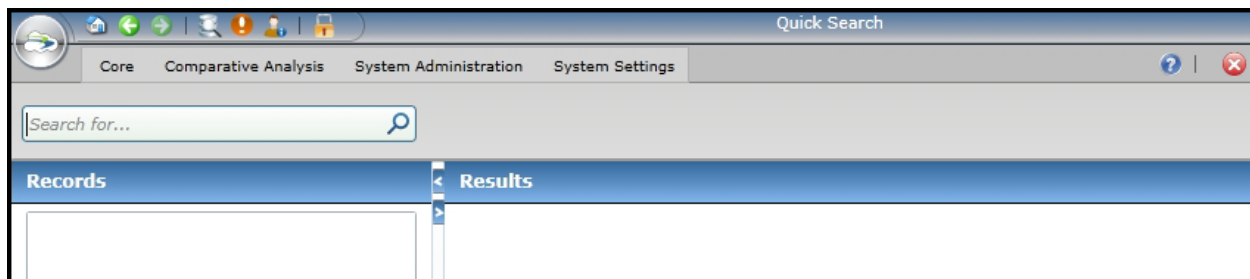 Quick Search
Core Comparative Analysis System Administration System Settings
Search for...
Records < Results
>